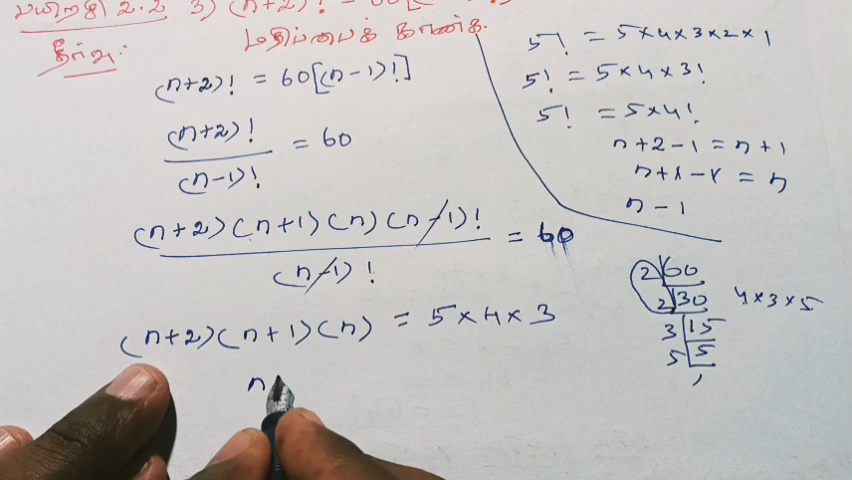 பயிற்சி 2.2 3) (n+2)! = 60[(n-1)!]
மதிப்பைக் காண்க.
தீர்வு:
(n+2)! = 60[(n-1)!]
(n+2)!
= 60
(n-1)!
(n+2)(n+1)(n)(n-1)!
= 60
(n-1)!
(n+2)(n+1)(n) = 5×4×3
n
5! = 5×4×3×2×1
5! = 5×4×3!
5! = 5×4!
n+2-1 = n+1
n+1-1 = n
n-1
2|60
2|30
3|15
5|5
1
4×3×5